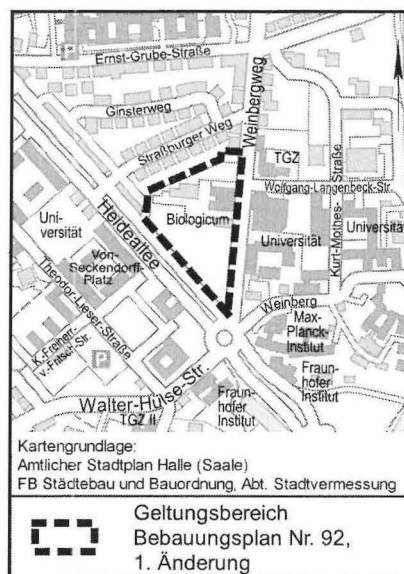 Ernst-Grube-Straße
Ginsterweg
Straßburger Weg
Weinbergweg
TGZ
Wolfgang-Langenbeck-Str.
Kurt-Mothes-Straße
Biologicum
Heideallee
Uni-
versität
Universität
Universität
Von-
Seckendorff-
Platz
Theodor-Lieser-Straße
K.-Freiherr-
v.-Fritsch-Str.
P
Weinberg
Max-
Planck-
Institut
Fraun-
hofer
Institut
Walter-Hülse-Str.
TGZ II
Fraun-
hofer
Institut
Kartengrundlage:
Amtlicher Stadtplan Halle (Saale)
FB Städtebau und Bauordnung, Abt. Stadtvermessung
Geltungsbereich
Bebauungsplan Nr. 92,
1. Änderung